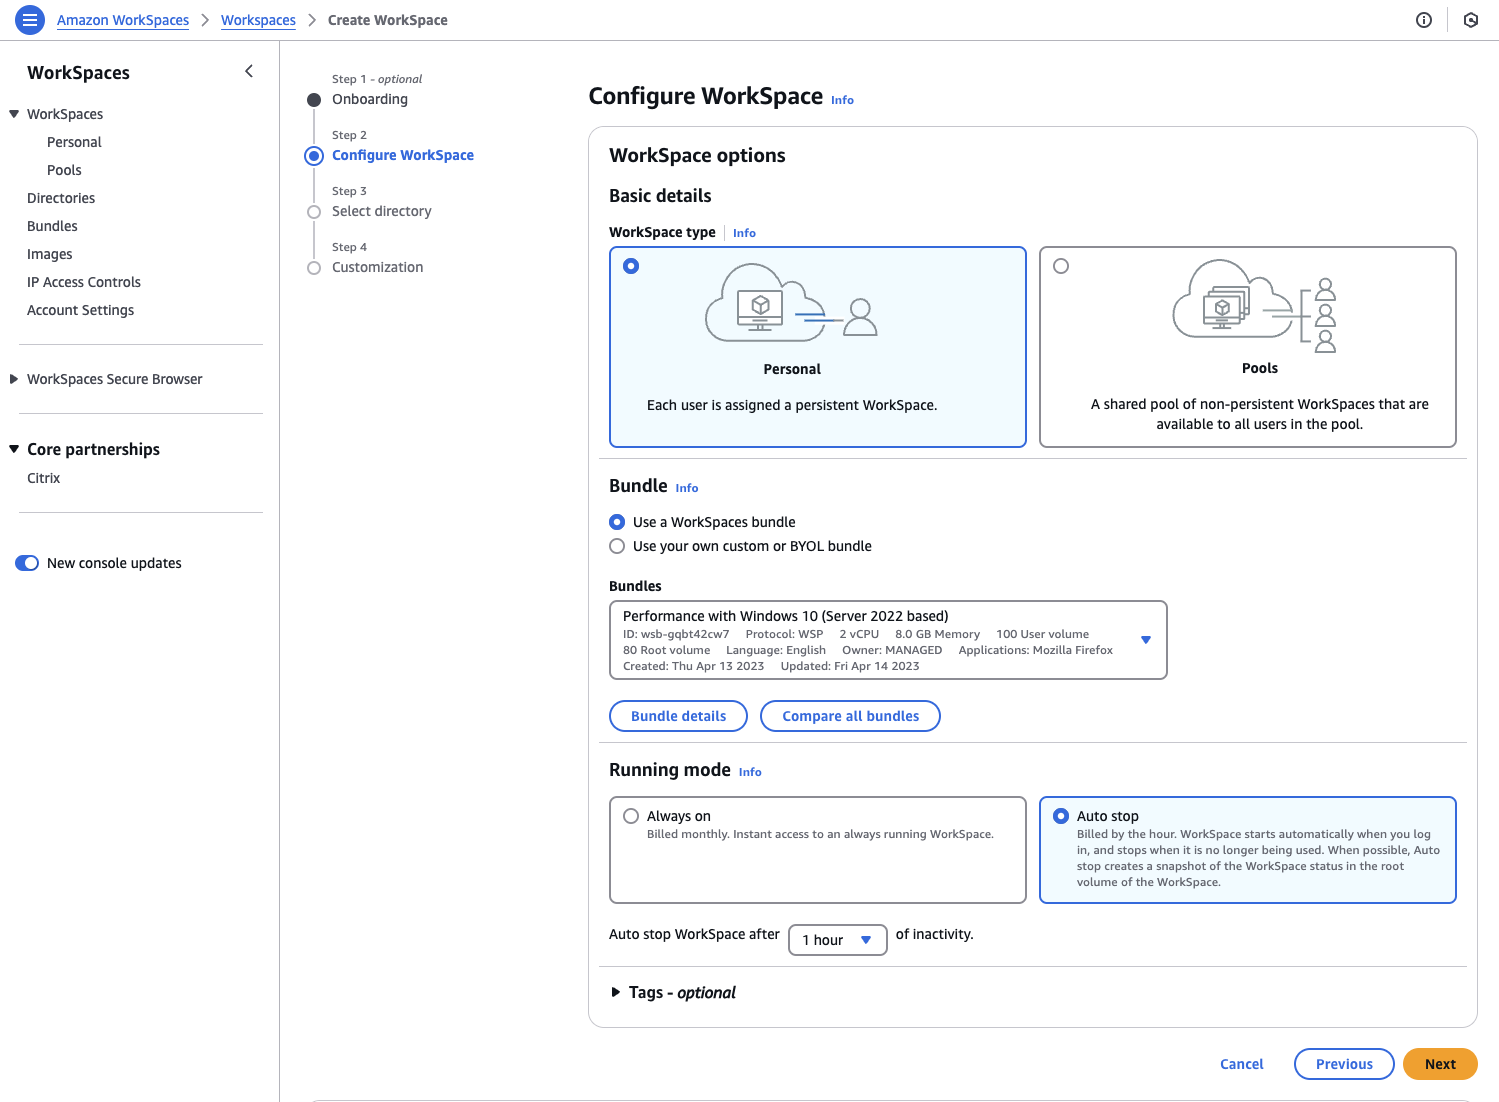 Amazon WorkSpaces
Workspaces
Create WorkSpace
WorkSpaces
WorkSpaces
Personal
Pools
Directories
Bundles
Images
IP Access Controls
Account Settings
WorkSpaces Secure Browser
Core partnerships
Citrix
New console updates
Step 1 - optional
Onboarding
Step 2
Configure WorkSpace
Step 3
Select directory
Step 4
Customization
Configure WorkSpace Info
WorkSpace options
Basic details
WorkSpace type Info
Personal
Each user is assigned a persistent WorkSpace.
Pools
A shared pool of non-persistent WorkSpaces that are
available to all users in the pool.
Bundle Info
Use a WorkSpaces bundle
Use your own custom or BYOL bundle
Bundles
Performance with Windows 10 (Server 2022 based)
ID: wsb-gqbt42cw7 Protocol: WSP 2 vCPU 8.0 GB Memory 100 User volume
80 Root volume Language: English Owner: MANAGED Applications: Mozilla Firefox
Created: Thu Apr 13 2023 Updated: Fri Apr 14 2023
Bundle details
Compare all bundles
Running mode Info
Always on
Billed monthly. Instant access to an always running WorkSpace.
Auto stop
Billed by the hour. WorkSpace starts automatically when you log
in, and stops when it is no longer being used. When possible, Auto
stop creates a snapshot of the WorkSpace status in the root
volume of the WorkSpace.
Auto stop WorkSpace after 1 hour of inactivity.
Tags - optional
Cancel
Previous
Next